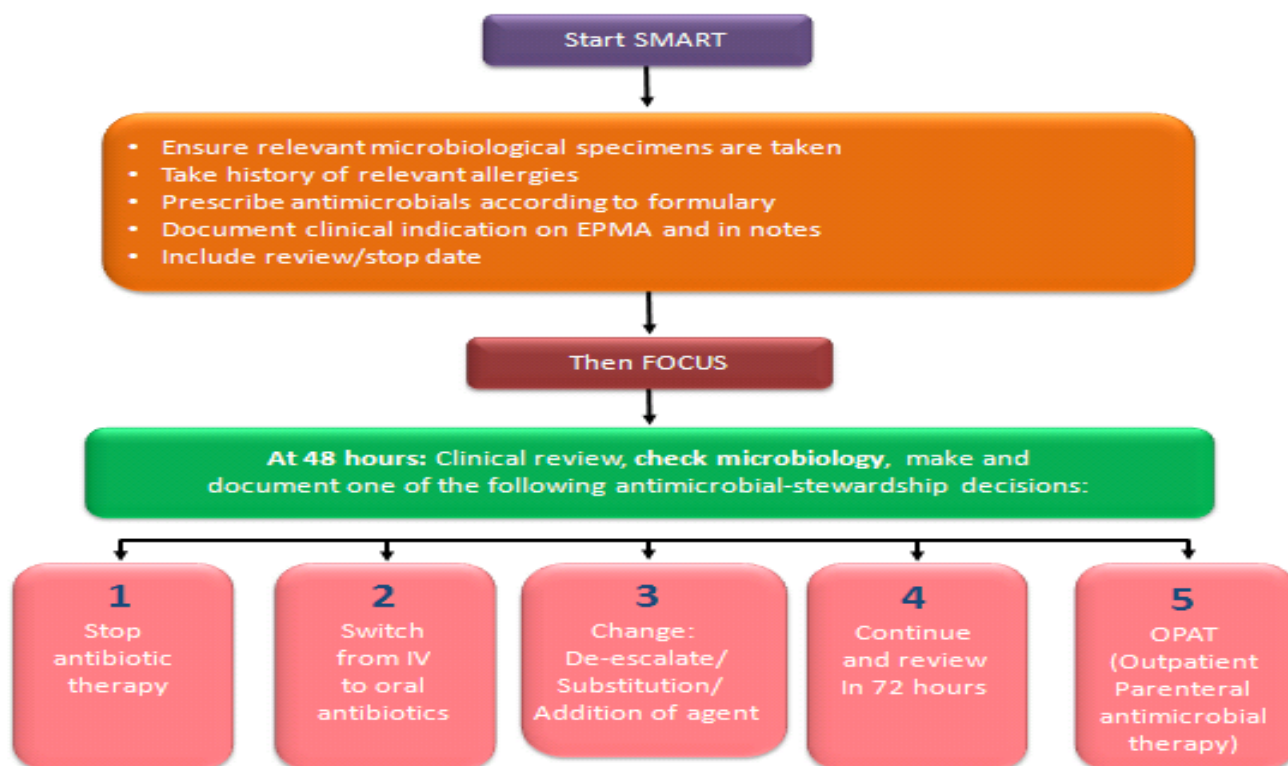 Start SMART
• Ensure relevant microbiological specimens are taken
• Take history of relevant allergies
• Prescribe antimicrobials according to formulary
• Document clinical indication on EPMA and in notes
• Include review/stop date
Then FOCUS
At 48 hours: Clinical review, check microbiology, make and
document one of the following antimicrobial-stewardship decisions:
1
Stop
antibiotic
therapy
2
Switch
from IV
to oral
antibiotics
3
Change:
De-escalate/
Substitution/
Addition of agent
4
Continue
and review
In 72 hours
5
OPAT
(Outpatient
Parenteral
antimicrobial
therapy)